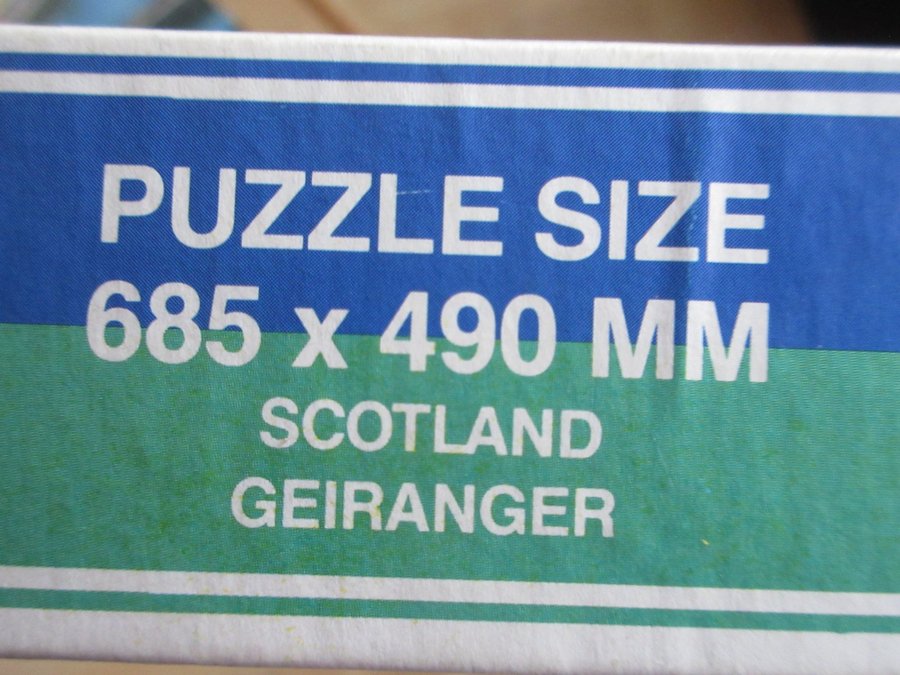 PUZZLE SIZE
685 x 490 MM
SCOTLAND
GEIRANGER